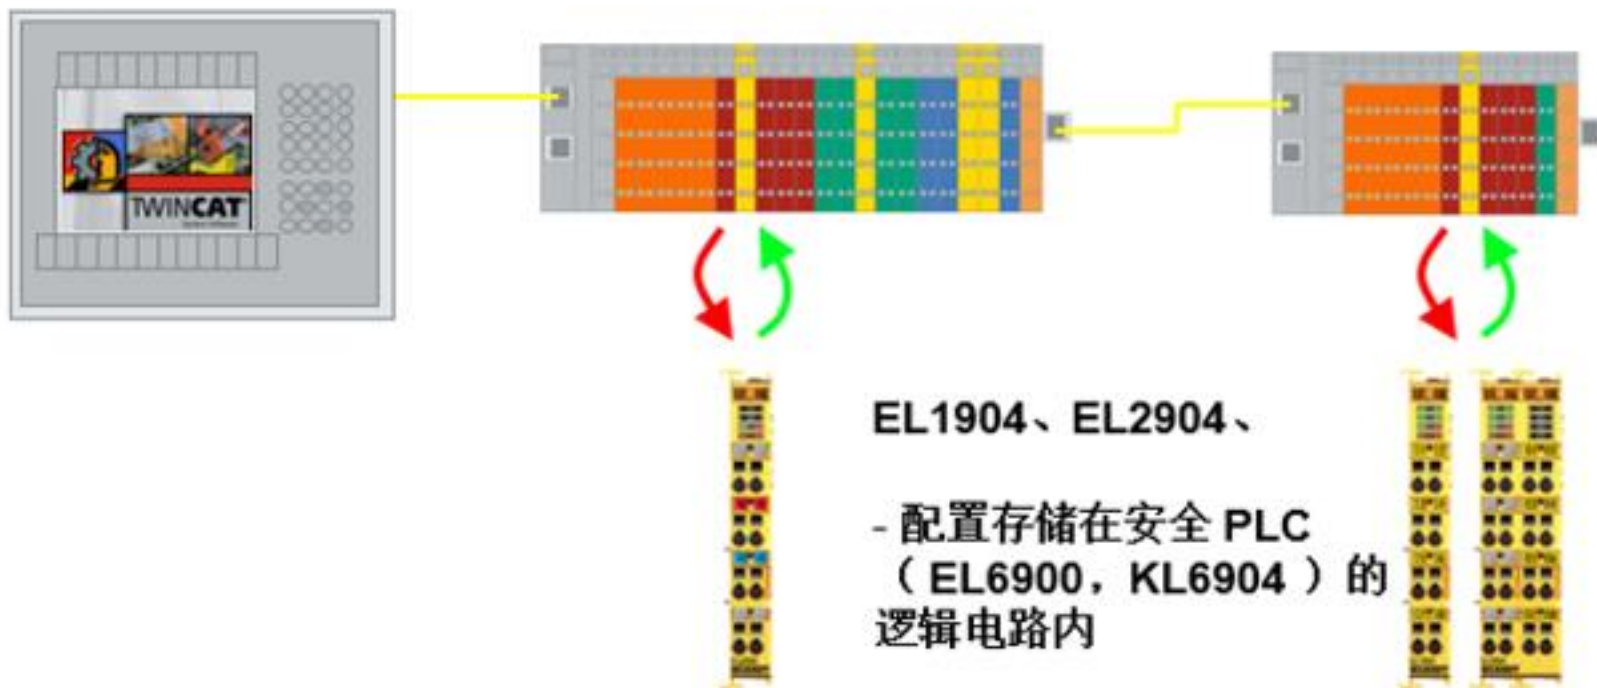 TWINCAT
EL1904、EL2904、
- 配置存储在安全 PLC
（ EL6900，KL6904 ）的
逻辑电路内